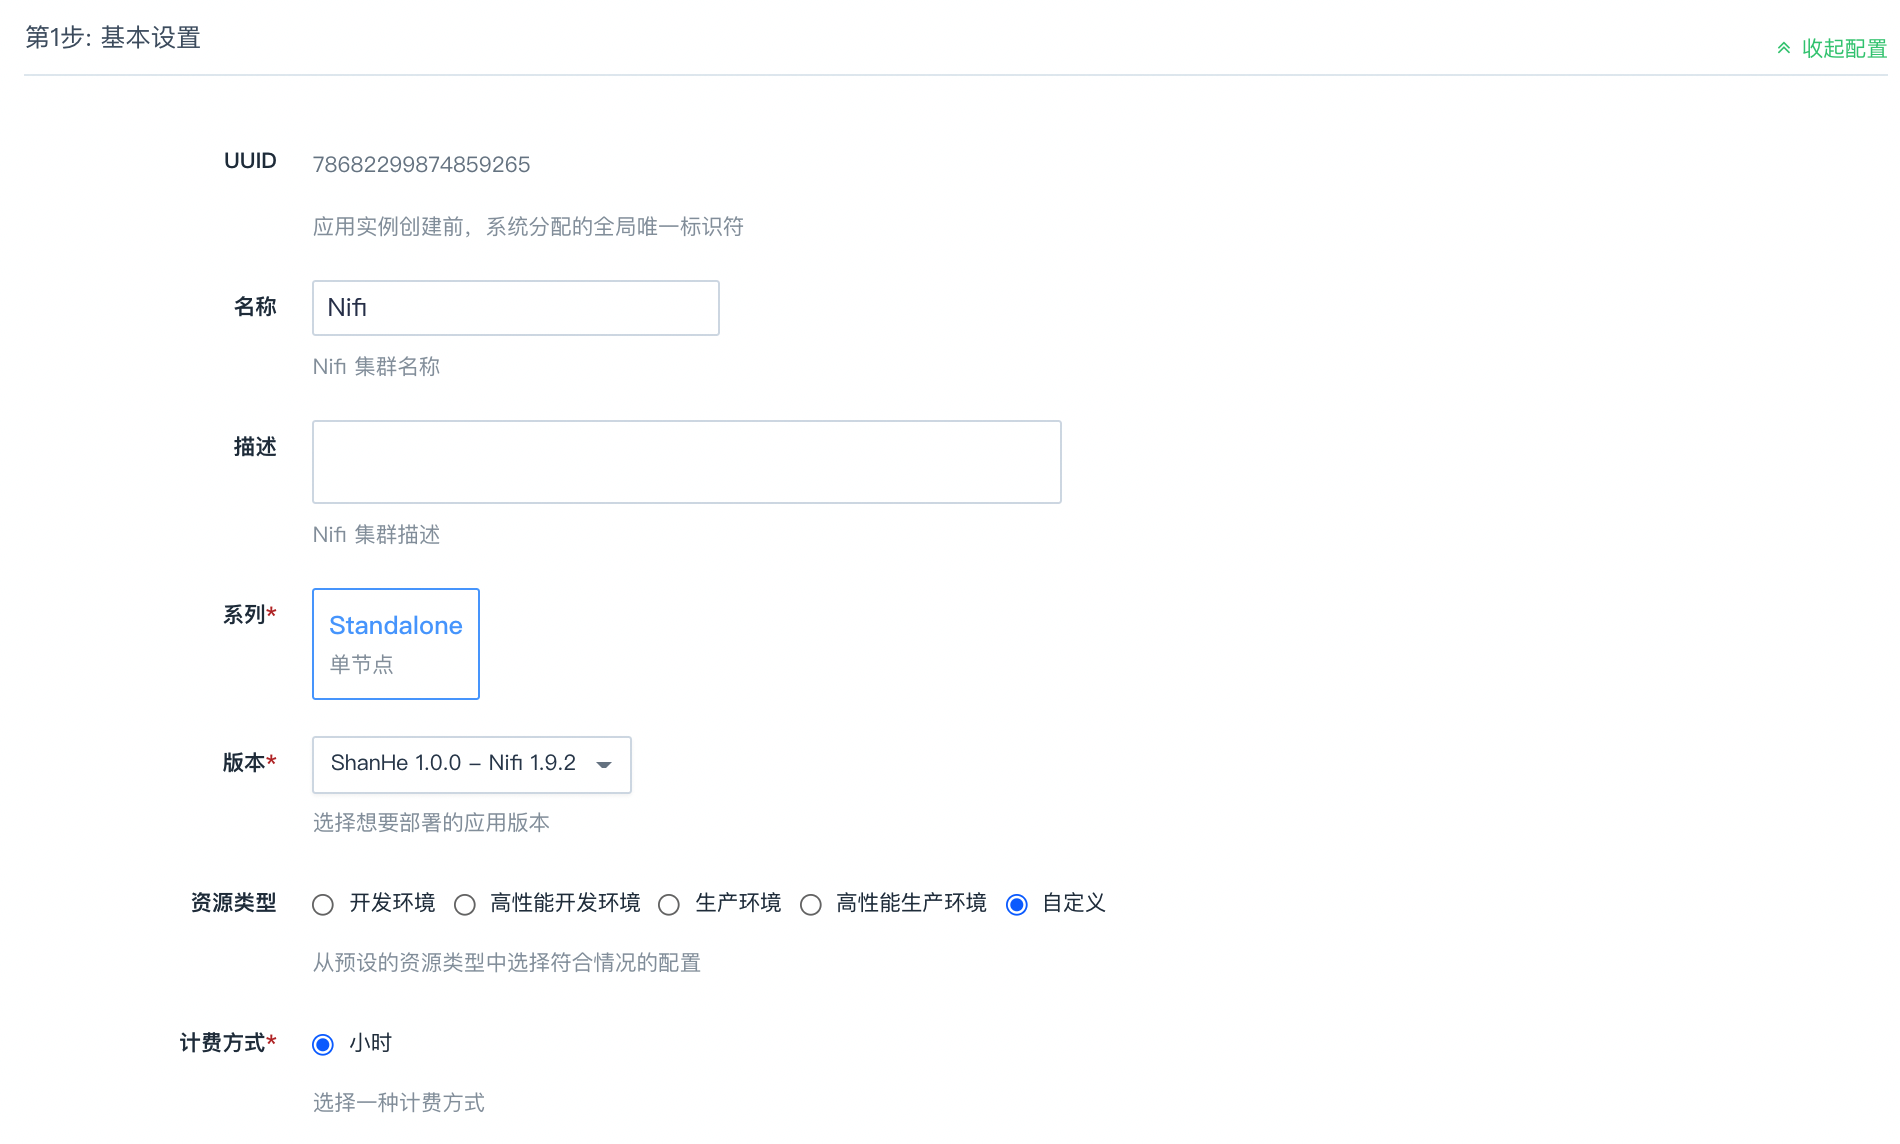 第1步: 基本设置
收起配置
UUID
78682299874859265
应用实例创建前，系统分配的全局唯一标识符
名称
Nifi
Nifi 集群名称
描述
Nifi 集群描述
系列*
Standalone
单节点
版本*
ShanHe 1.0.0 – Nifi 1.9.2
选择想要部署的应用版本
资源类型
开发环境 高性能开发环境 生产环境 高性能生产环境 自定义
从预设的资源类型中选择符合情况的配置
计费方式*
小时
选择一种计费方式